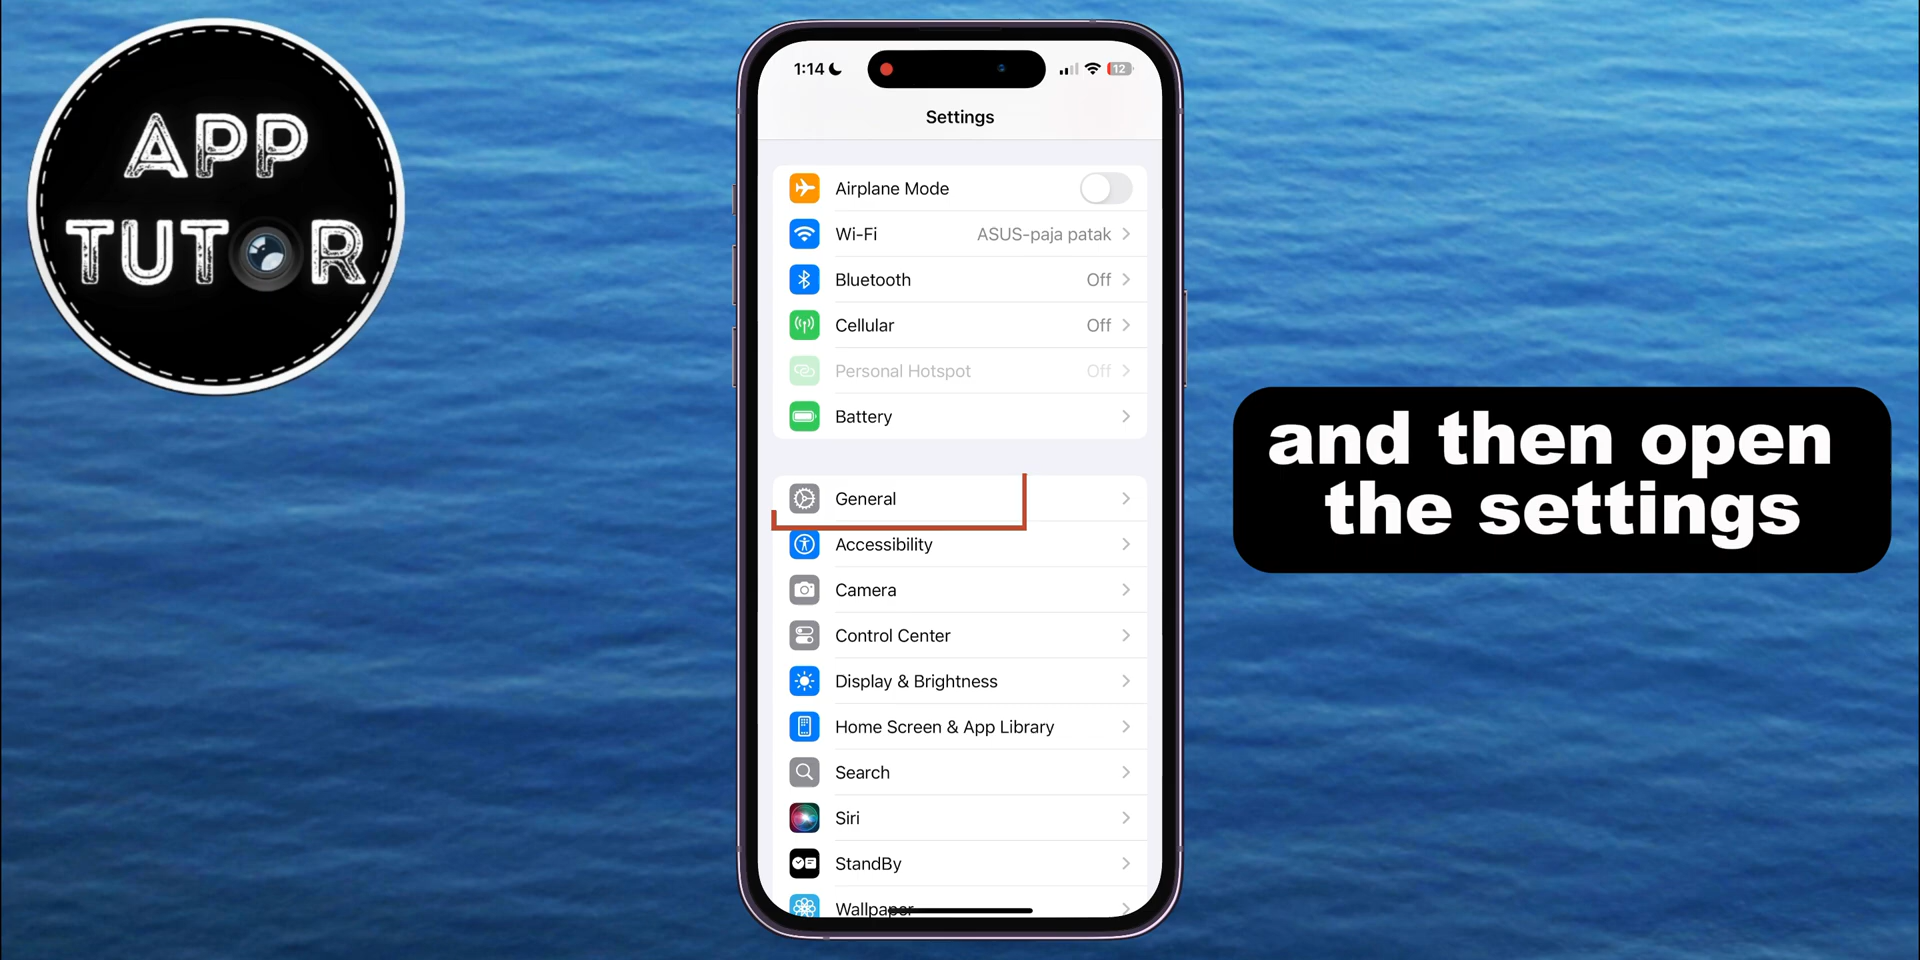 APP
TUTOR
1:14
12
Settings
Airplane Mode
Wi-Fi ASUS-paja patak
Bluetooth Off
Cellular Off
Personal Hotspot Off
Battery
General
Accessibility
Camera
Control Center
Display & Brightness
Home Screen & App Library
Search
Siri
StandBy
Wallpaper
and then open
the settings